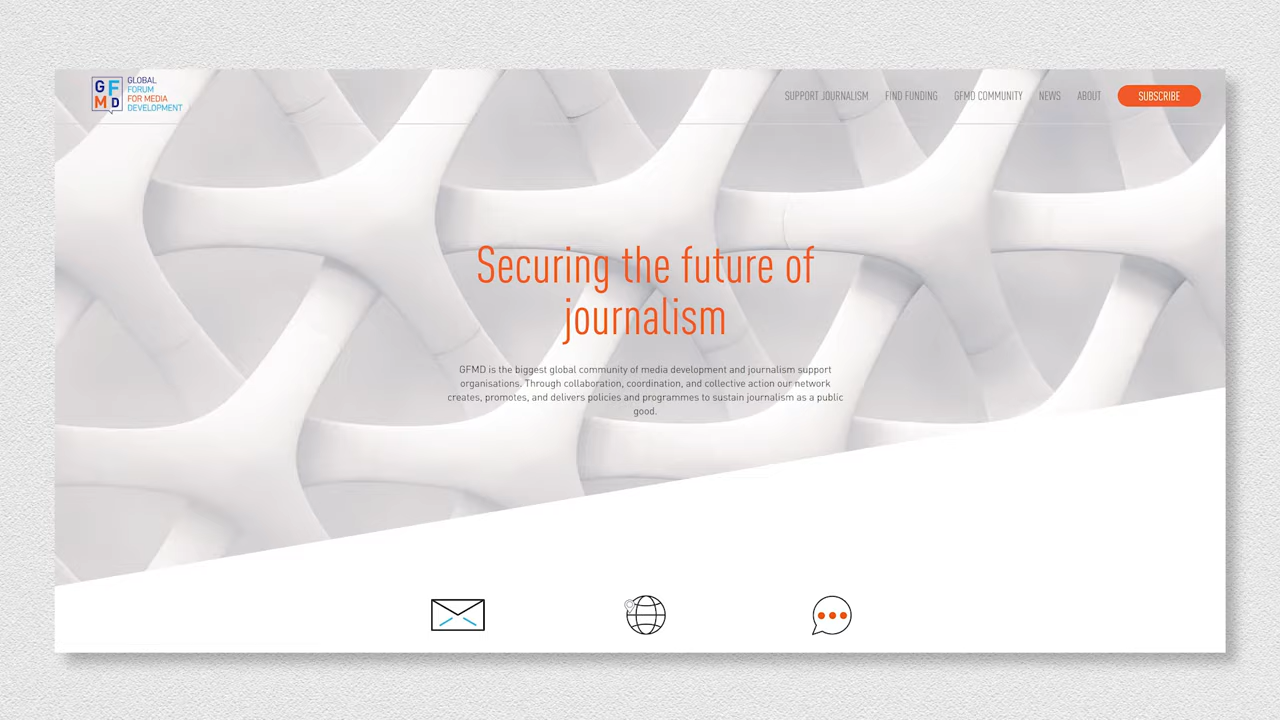 GFMD
GLOBAL
FORUM
FOR MEDIA
DEVELOPMENT
SUPPORT JOURNALISM FIND FUNDING GFMD COMMUNITY NEWS ABOUT SUBSCRIBE
Securing the future of
journalism
GFMD is the biggest global community of media development and journalism support
organisations. Through collaboration, coordination, and collective action our network
creates, promotes, and delivers policies and programmes to sustain journalism as a public
good.